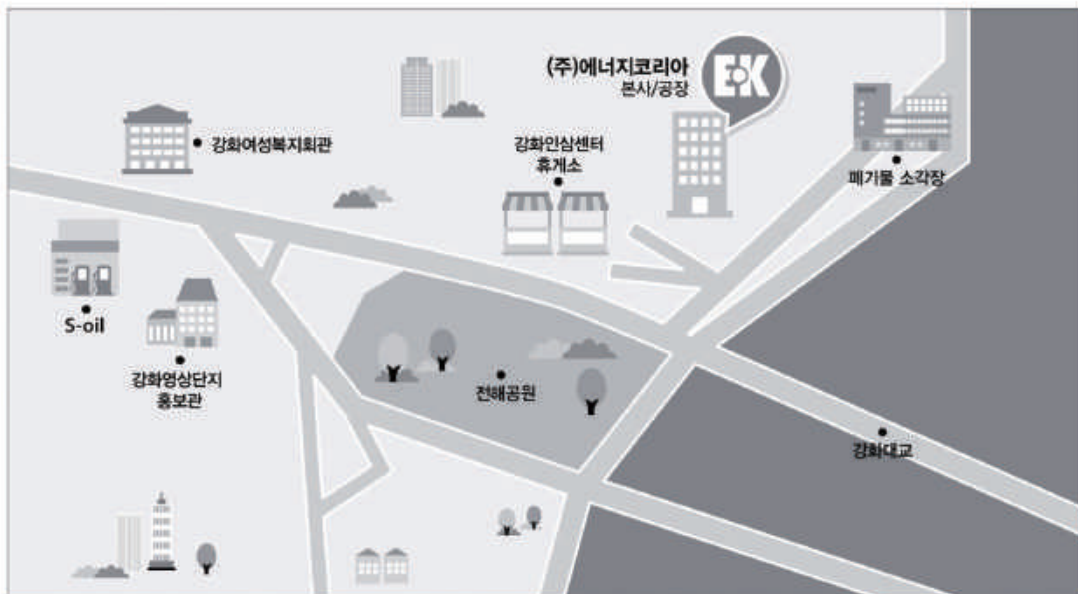 (주)에너지코리아
본사/공장
EK
강화여성복지회관
강화인삼센터
휴게소
폐기물 소각장
S-oil
강화영상단지
홍보관
전해공원
강화대교